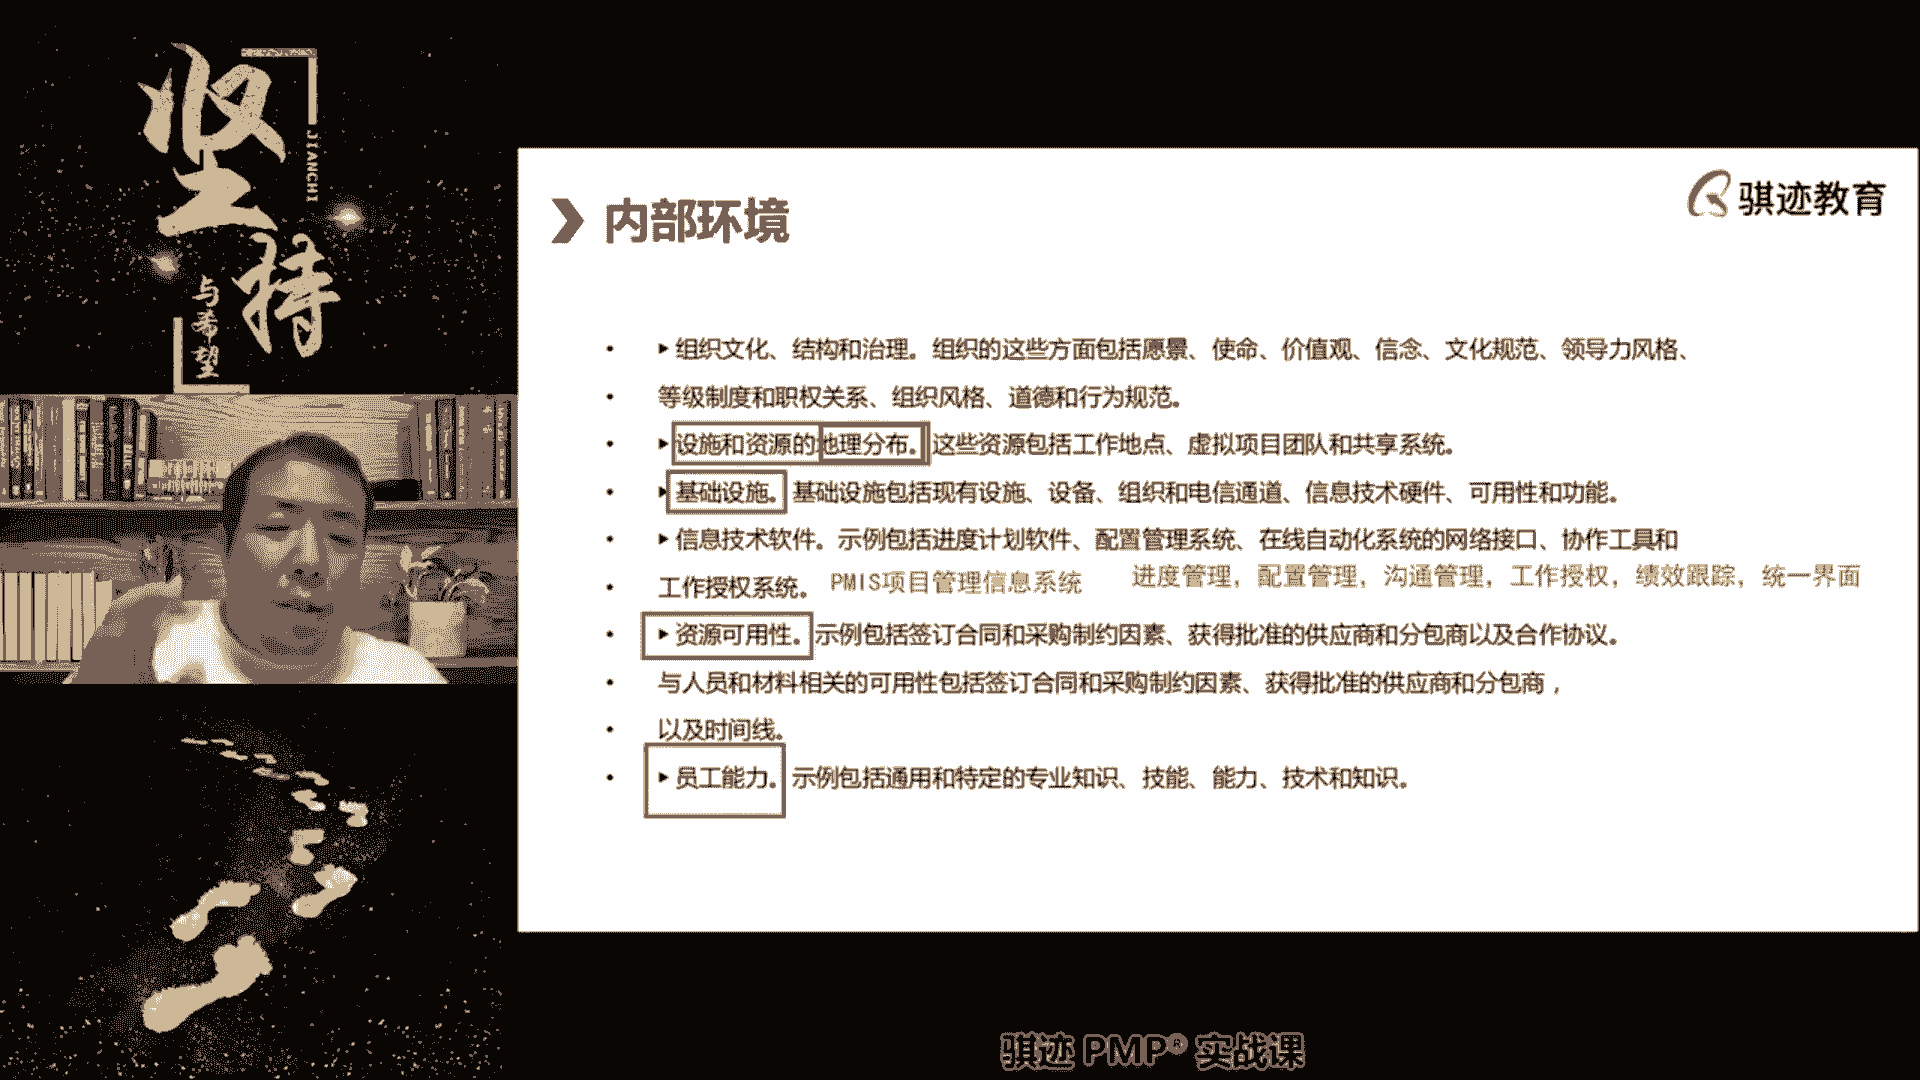 坚持
JIANCHI
与希望
内部环境
骐迹教育
组织文化、结构和治理。组织的这些方面包括愿景、使命、价值观、信念、文化规范、领导力风格、
等级制度和职权关系、组织风格、道德和行为规范。
设施和资源的地理分布。这些资源包括工作地点、虚拟项目团队和共享系统。
基础设施。基础设施包括现有设施、设备、组织和电信通道、信息技术硬件、可用性和功能。
信息技术软件。示例包括进度计划软件、配置管理系统、在线自动化系统的网络接口、协作工具和
工作授权系统。 PMIS项目管理信息系统 进度管理，配置管理，沟通管理，工作授权，绩效跟踪，统一界面
资源可用性。示例包括签订合同和采购制约因素、获得批准的供应商和分包商以及合作协议。
与人员和材料相关的可用性包括签订合同和采购制约因素、获得批准的供应商和分包商，
以及时间线。
员工能力。示例包括通用和特定的专业知识、技能、能力、技术和知识。
骐迹 PMP® 实战课